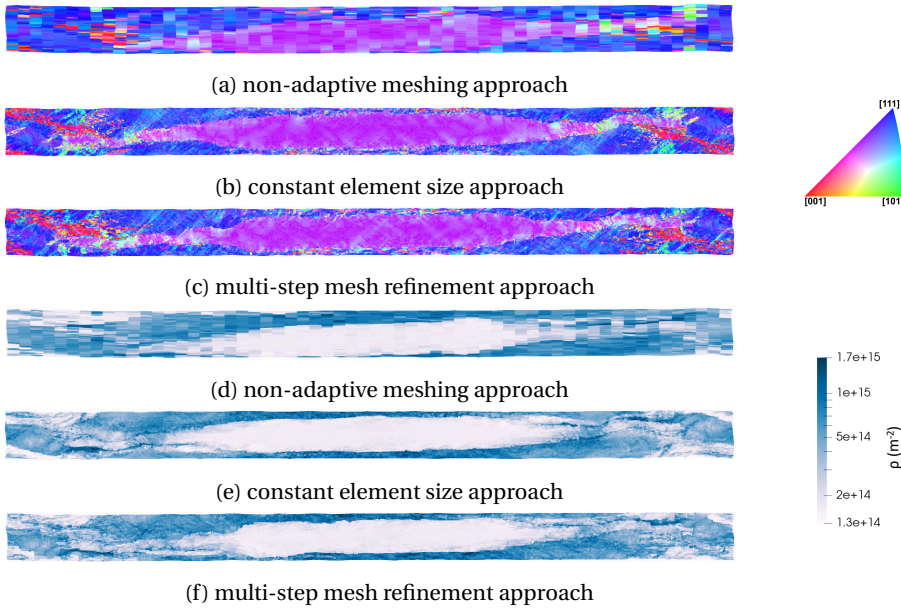 (a) non-adaptive meshing approach
[111]
(b) constant element size approach
[001]
[101
(c) multi-step mesh refinement approach
1.7e+15
(d) non-adaptive meshing approach
1e+15
5e+14
ρ (m⁻²)
(e) constant element size approach
2e+14
1.3e+14
(f) multi-step mesh refinement approach